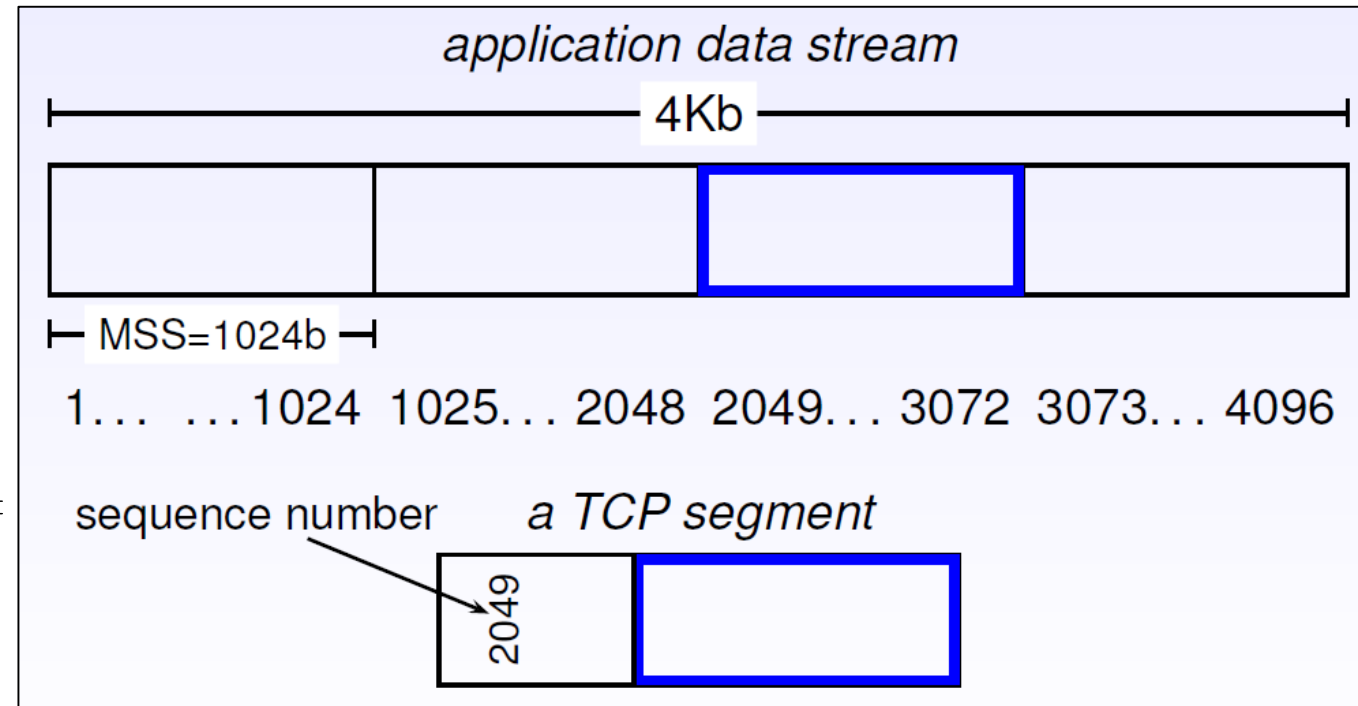 application data stream
4Kb
MSS=1024b
1... ...1024 1025... 2048 2049... 3072 3073... 4096
sequence number a TCP segment
2049